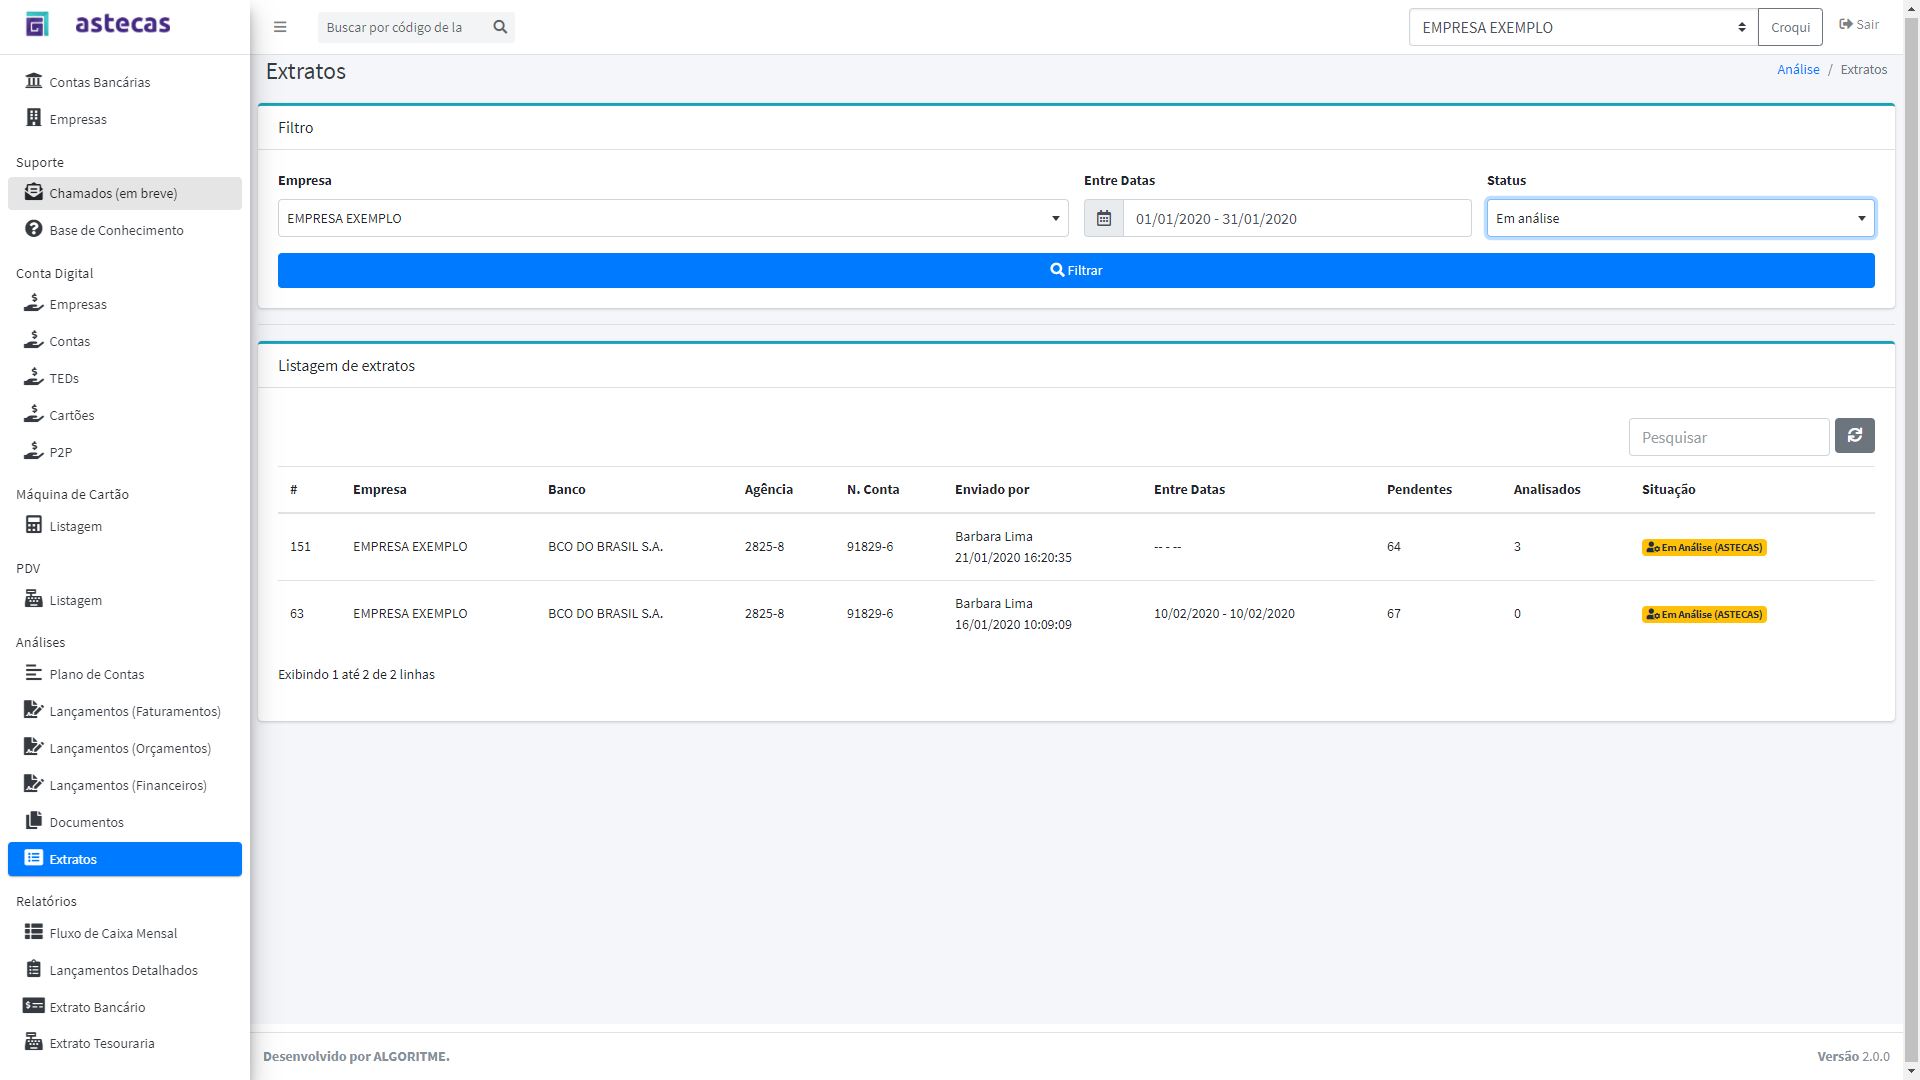 astecas
Buscar por código de la
EMPRESA EXEMPLO
Croqui
Sair
Contas Bancárias
Empresas
Suporte
Chamados (em breve)
Base de Conhecimento
Conta Digital
Empresas
Contas
TEDs
Cartões
P2P
Máquina de Cartão
Listagem
PDV
Listagem
Análises
Plano de Contas
Lançamentos (Faturamentos)
Lançamentos (Orçamentos)
Lançamentos (Financeiros)
Documentos
Extratos
Relatórios
Fluxo de Caixa Mensal
Lançamentos Detalhados
Extrato Bancário
Extrato Tesouraria
Extratos
Análise / Extratos
Filtro
Empresa Entre Datas Status
EMPRESA EXEMPLO 01/01/2020 - 31/01/2020 Em análise
Filtrar
Listagem de extratos
Pesquisar
# Empresa Banco Agência N. Conta Enviado por Entre Datas Pendentes Analisados Situação
151 EMPRESA EXEMPLO BCO DO BRASIL S.A. 2825-8 91829-6 Barbara Lima -- - -- 64 3 Em Análise (ASTECAS)
21/01/2020 16:20:35
63 EMPRESA EXEMPLO BCO DO BRASIL S.A. 2825-8 91829-6 Barbara Lima 10/02/2020 - 10/02/2020 67 0 Em Análise (ASTECAS)
16/01/2020 10:09:09
Exibindo 1 até 2 de 2 linhas
Desenvolvido por ALGORITME.
Versão 2.0.0